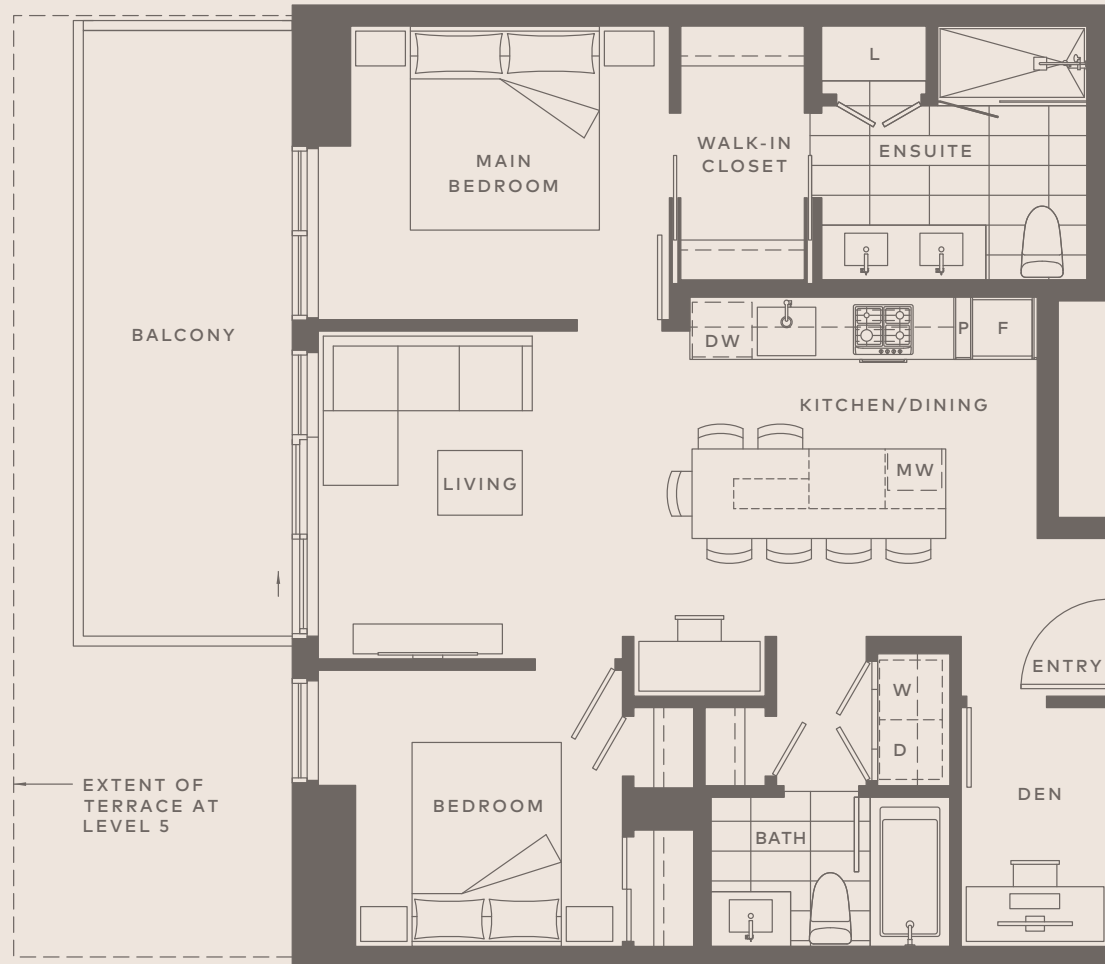 L
WALK-IN
CLOSET
ENSUITE
MAIN
BEDROOM
BALCONY
DW
P
F
KITCHEN/DINING
MW
LIVING
ENTRY
W
D
EXTENT OF
TERRACE AT
LEVEL 5
BEDROOM
DEN
BATH